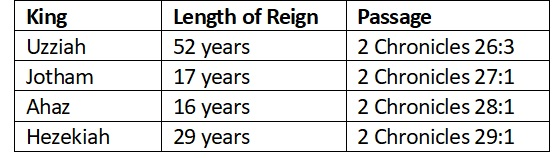 King Length of Reign Passage
Uzziah 52 years 2 Chronicles 26:3
Jotham 17 years 2 Chronicles 27:1
Ahaz 16 years 2 Chronicles 28:1
Hezekiah 29 years 2 Chronicles 29:1